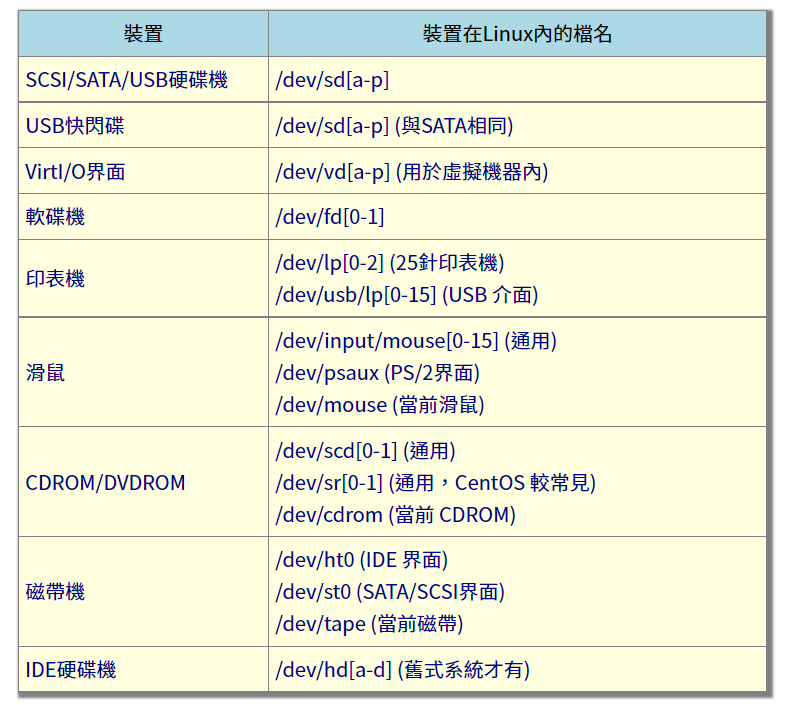 裝置
裝置在Linux內的檔名
SCSI/SATA/USB硬碟機
/dev/sd[a-p]
USB快閃碟
/dev/sd[a-p] (與SATA相同)
VirtI/O界面
/dev/vd[a-p] (用於虛擬機器內)
軟碟機
/dev/fd[0-1]
印表機
/dev/lp[0-2] (25針印表機)
/dev/usb/lp[0-15] (USB 介面)
滑鼠
/dev/input/mouse[0-15] (通用)
/dev/psaux (PS/2界面)
/dev/mouse (當前滑鼠)
CDROM/DVDROM
/dev/scd[0-1] (通用)
/dev/sr[0-1] (通用，CentOS 較常見)
/dev/cdrom (當前 CDROM)
磁帶機
/dev/ht0 (IDE 界面)
/dev/st0 (SATA/SCSI界面)
/dev/tape (當前磁帶)
IDE硬碟機
/dev/hd[a-d] (舊式系統才有)